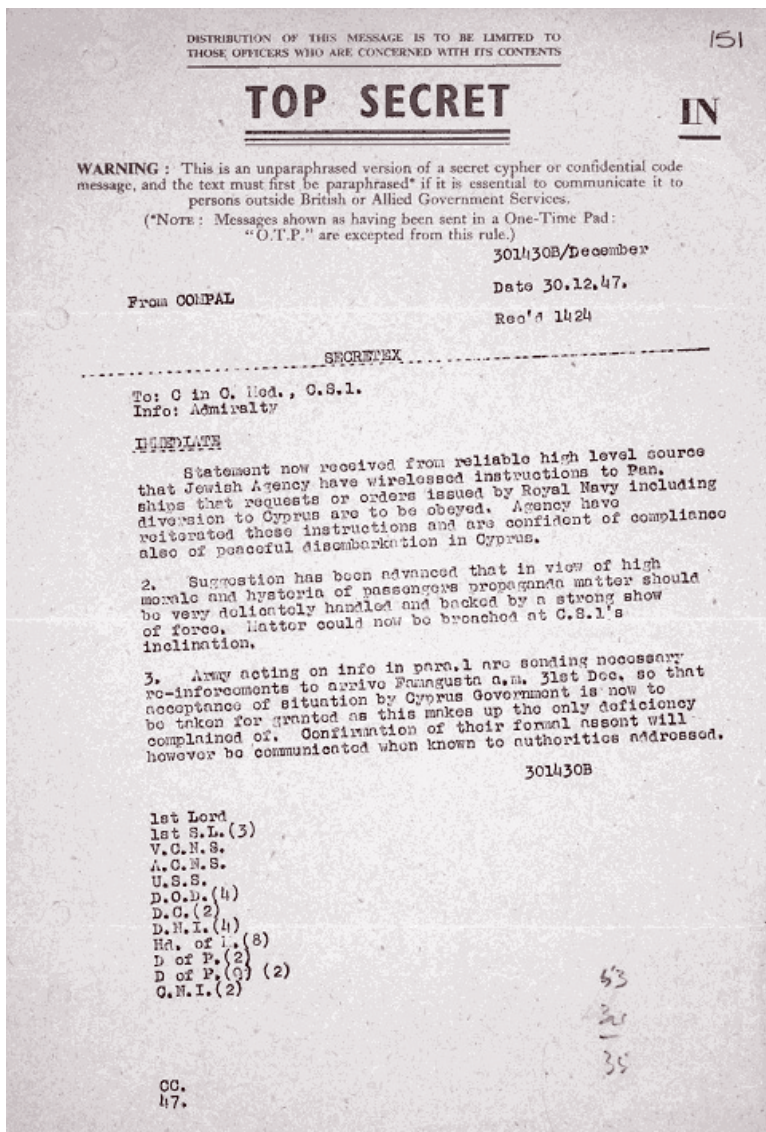 DISTRIBUTION OF THIS MESSAGE IS TO BE LIMITED TO
THOSE OFFICERS WHO ARE CONCERNED WITH ITS CONTENTS
151
TOP SECRET
IN
WARNING : This is an unparaphrased version of a secret cypher or confidential code
message, and the text must first be paraphrased* if it is essential to communicate it to
persons outside British or Allied Government Services.
(*NOTE : Messages shown as having been sent in a One-Time Pad :
"O.T.P." are excepted from this rule.)
301430B/December
Date 30.12.47.
From COMPAL
Rec'd 1424
SECRETEX
To: C in C. Med., C.S.1.
Info: Admiralty
IMMEDIATE
Statement now received from reliable high level source
that Jewish Agency have wirelessed instructions to Pan.
ships that requests or orders issued by Royal Navy including
diversion to Cyprus are to be obeyed. Agency have
reiterated these instructions and are confident of compliance
also of peaceful disembarkation in Cyprus.
2. Suggestion has been advanced that in view of high
morale and hysteria of passengers propaganda matter should
be very delicately handled and backed by a strong show
of force. Matter could now be broached at C.S.1's
inclination.
3. Army acting on info in para.1 are sending necessary
re-inforcements to arrive Famagusta a.m. 31st Dec. so that
acceptance of situation by Cyprus Government is now to
be taken for granted as this makes up the only deficiency
complained of. Confirmation of their formal assent will
however be communicated when known to authorities addressed.
301430B
1st Lord
1st S.L.(3)
V.C.N.S.
A.C.N.S.
U.S.S.
D.O.D.(4)
D.C.(2)
D.N.I.(4)
Hd. of M.(8)
D of P.(2)
D of P.(Q) (2)
C.N.I.(2)
53
35
CC.
47.